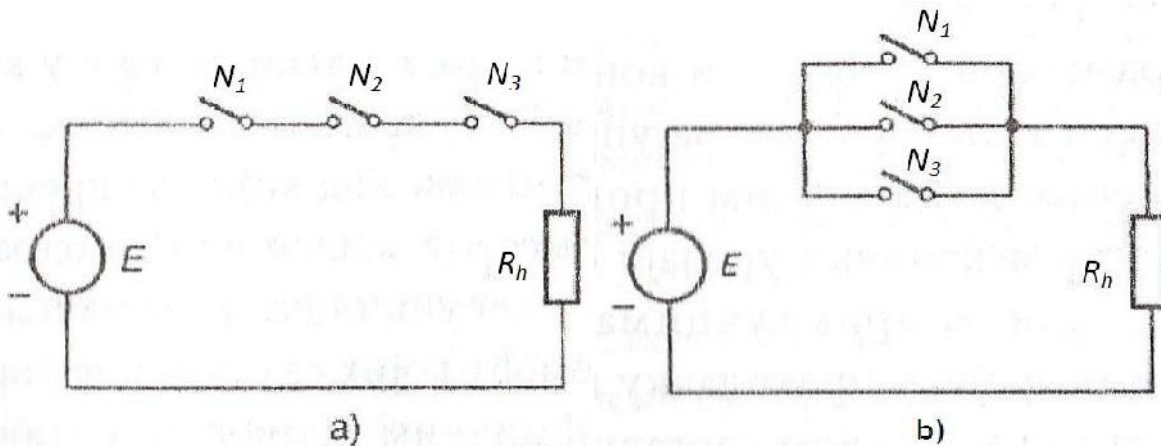 N₁ N₂ N₃
+
E
−
Rₕ
a)
N₁
N₂
N₃
+
E
−
Rₕ
b)